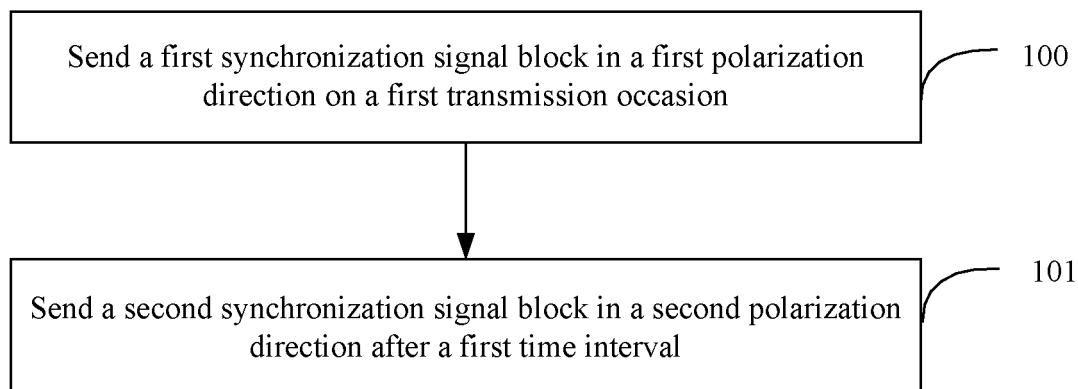 Send a first synchronization signal block in a first polarization
direction on a first transmission occasion
100
Send a second synchronization signal block in a second polarization
direction after a first time interval
101